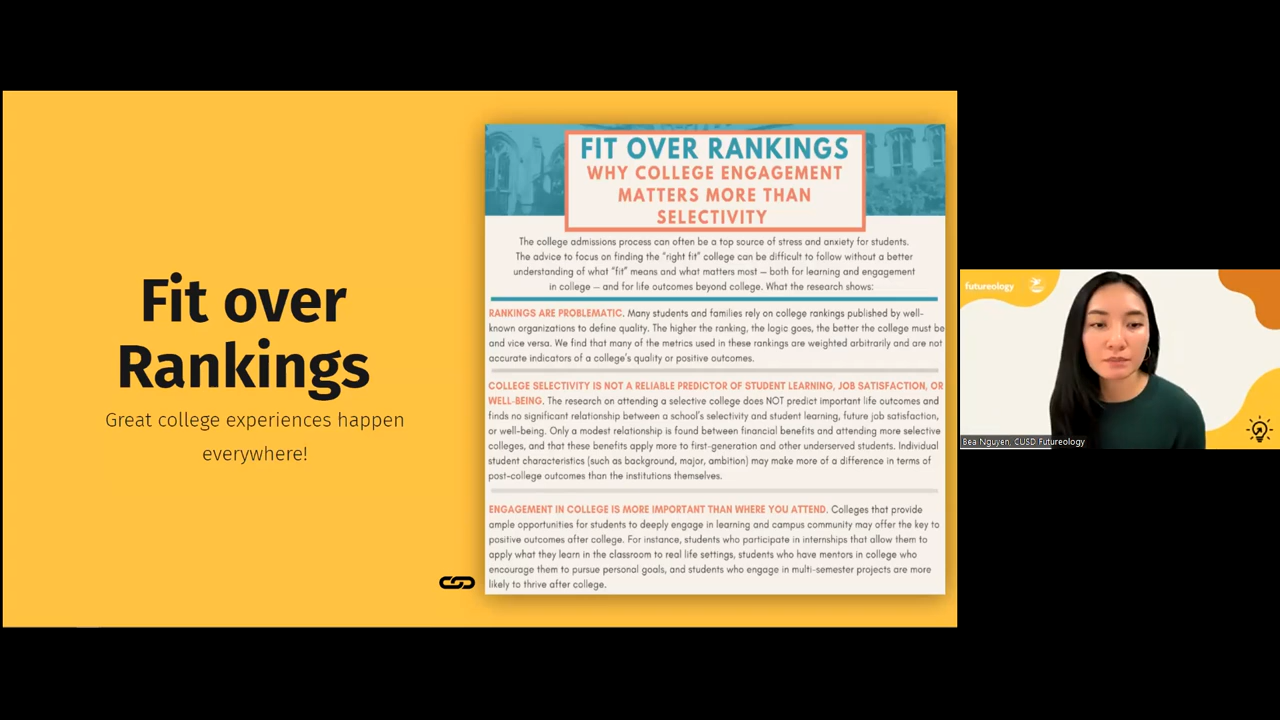 Fit over
Rankings
Great college experiences happen
everywhere!
FIT OVER RANKINGS
WHY COLLEGE ENGAGEMENT
MATTERS MORE THAN
SELECTIVITY
The college admissions process can often be a top source of stress and anxiety for students.
The advice to focus on finding the "right fit" college can be difficult to follow without a better
understanding of what "fit" means and what matters most — both for learning and engagement
in college — and for life outcomes beyond college. What the research shows:
RANKINGS ARE PROBLEMATIC. Many students and families rely on college rankings published by well-
known organizations to define quality. The higher the ranking, the logic goes, the better the college must be
and vice versa. We find that many of the metrics used in these rankings are weighted arbitrarily and are not
accurate indicators of a college's quality or positive outcomes.
COLLEGE SELECTIVITY IS NOT A RELIABLE PREDICTOR OF STUDENT LEARNING, JOB SATISFACTION, OR
WELL-BEING. The research on attending a selective college does NOT predict important life outcomes and
finds no significant relationship between a school's selectivity and student learning, future job satisfaction,
or well-being. Only a modest relationship is found between financial benefits and attending more selective
colleges, and that these benefits apply more to first-generation and other underserved students. Individual
student characteristics (such as background, major, ambition) may make more of a difference in terms of
post-college outcomes than the institutions themselves.
ENGAGEMENT IN COLLEGE IS MORE IMPORTANT THAN WHERE YOU ATTEND. Colleges that provide
ample opportunities for students to deeply engage in learning and campus community may offer the key to
positive outcomes after college. For instance, students who participate in internships that allow them to
apply what they learn in the classroom to real life settings, students who have mentors in college who
encourage them to pursue personal goals, and students who engage in multi-semester projects are more
likely to thrive after college.
futureology
Bea Nguyen, CUSD Futureology